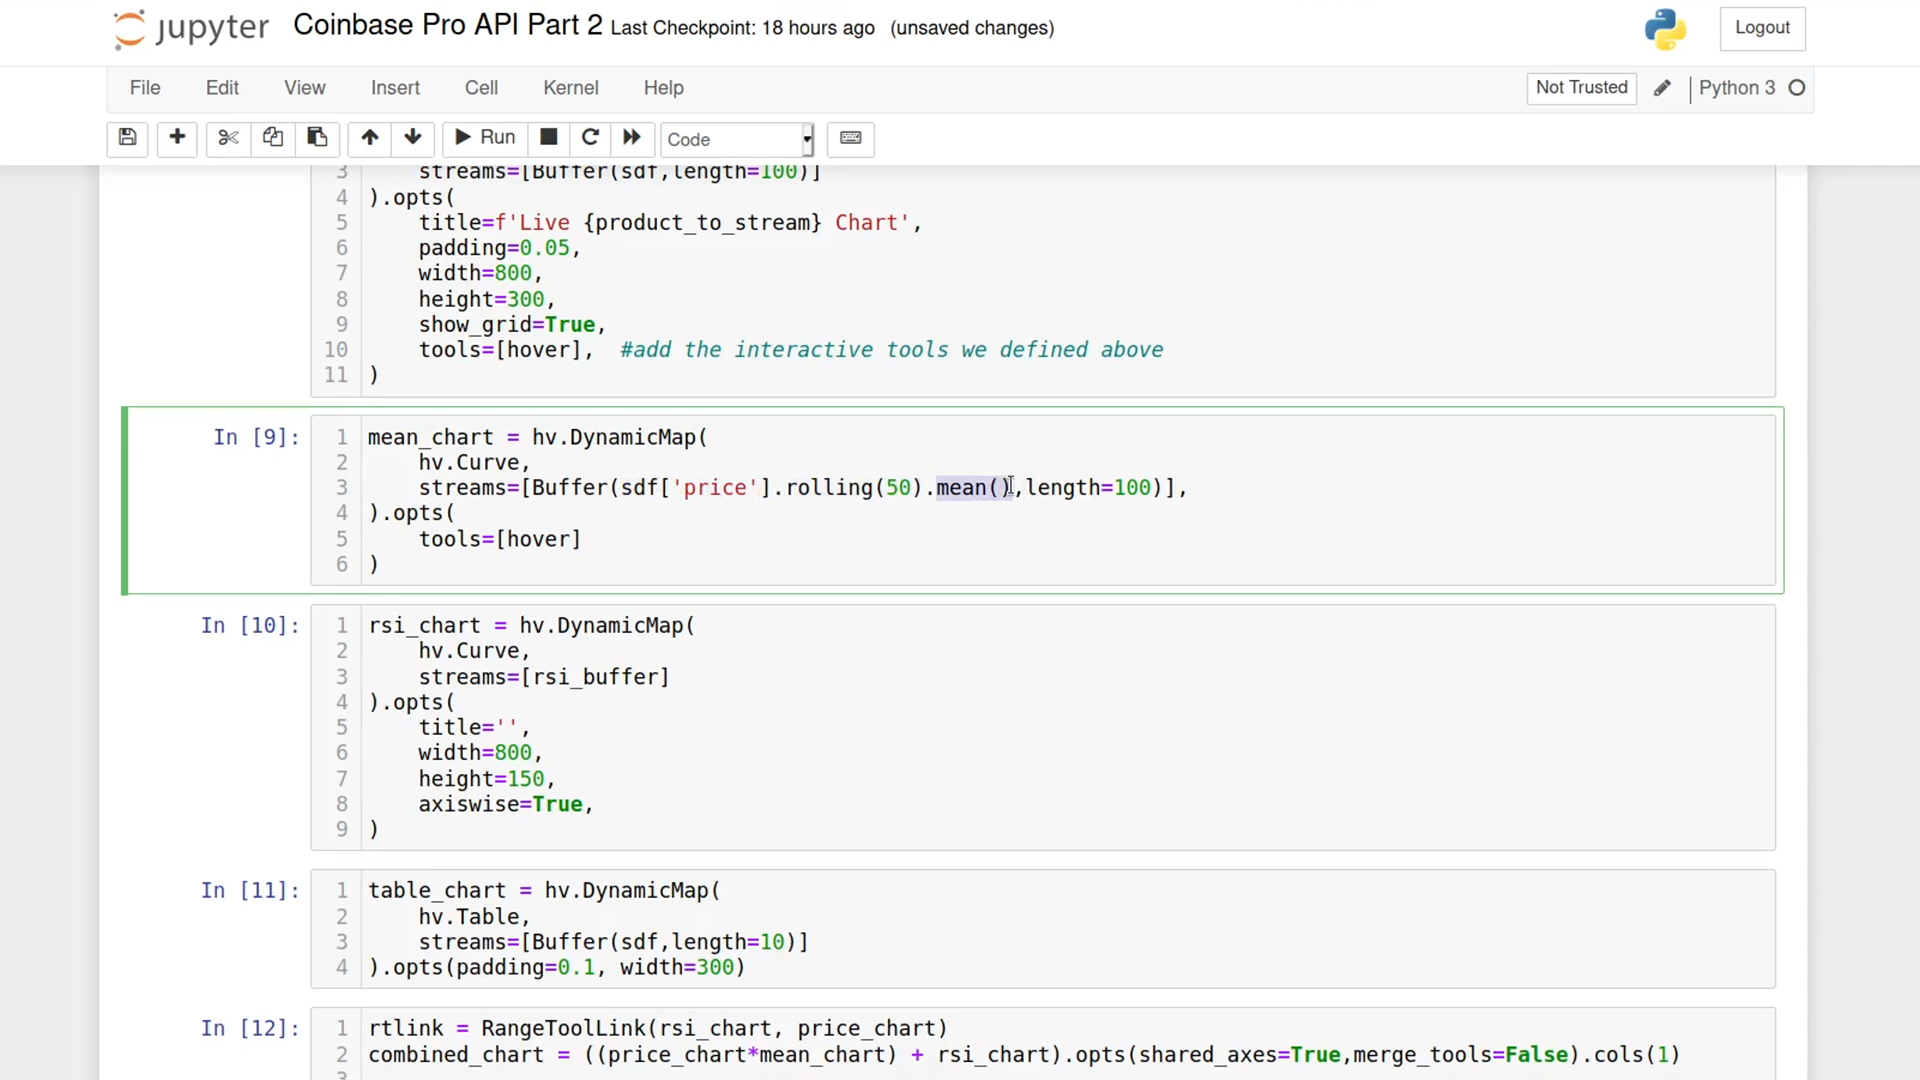 jupyter Coinbase Pro API Part 2 Last Checkpoint: 18 hours ago (unsaved changes) Logout
File Edit View Insert Cell Kernel Help Not Trusted Python 3
Run Code
3 streams=[Buffer(sdf,length=100)]
4 ).opts(
5 title=f'Live {product_to_stream} Chart',
6 padding=0.05,
7 width=800,
8 height=300,
9 show_grid=True,
10 tools=[hover], #add the interactive tools we defined above
11 )
In [9]: 1 mean_chart = hv.DynamicMap(
2 hv.Curve,
3 streams=[Buffer(sdf['price'].rolling(50).mean(),length=100)],
4 ).opts(
5 tools=[hover]
6 )
In [10]: 1 rsi_chart = hv.DynamicMap(
2 hv.Curve,
3 streams=[rsi_buffer]
4 ).opts(
5 title='',
6 width=800,
7 height=150,
8 axiswise=True,
9 )
In [11]: 1 table_chart = hv.DynamicMap(
2 hv.Table,
3 streams=[Buffer(sdf,length=10)]
4 ).opts(padding=0.1, width=300)
In [12]: 1 rtlink = RangeToolLink(rsi_chart, price_chart)
2 combined_chart = ((price_chart*mean_chart) + rsi_chart).opts(shared_axes=True,merge_tools=False).cols(1)
3